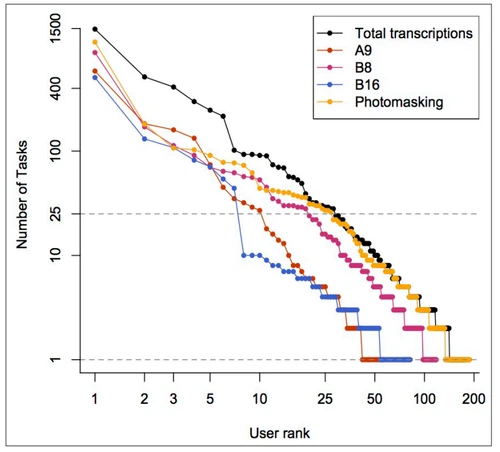 Total transcriptions
A9
B8
B16
Photomasking
Number of Tasks
1500
400
100
25
10
1
1 2 3 5 10 25 50 100 200
User rank